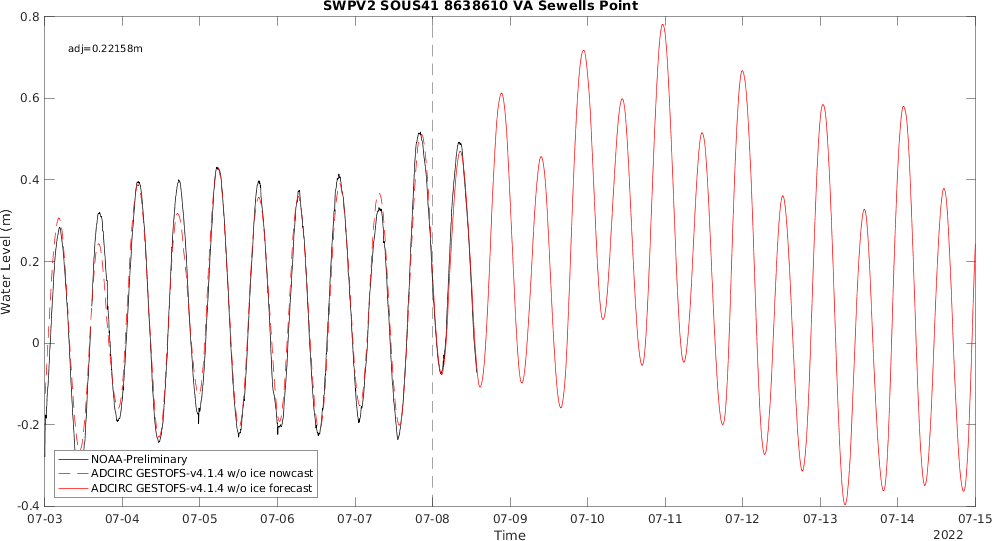 SWPV2 SOUS41 8638610 VA Sewells Point
adj=0.22158m
Water Level (m)
0.8
0.6
0.4
0.2
0
-0.2
-0.4
NOAA-Preliminary
ADCIRC GESTOFS-v4.1.4 w/o ice nowcast
ADCIRC GESTOFS-v4.1.4 w/o ice forecast
07-03 07-04 07-05 07-06 07-07 07-08 07-09 07-10 07-11 07-12 07-13 07-14 07-15
Time
2022